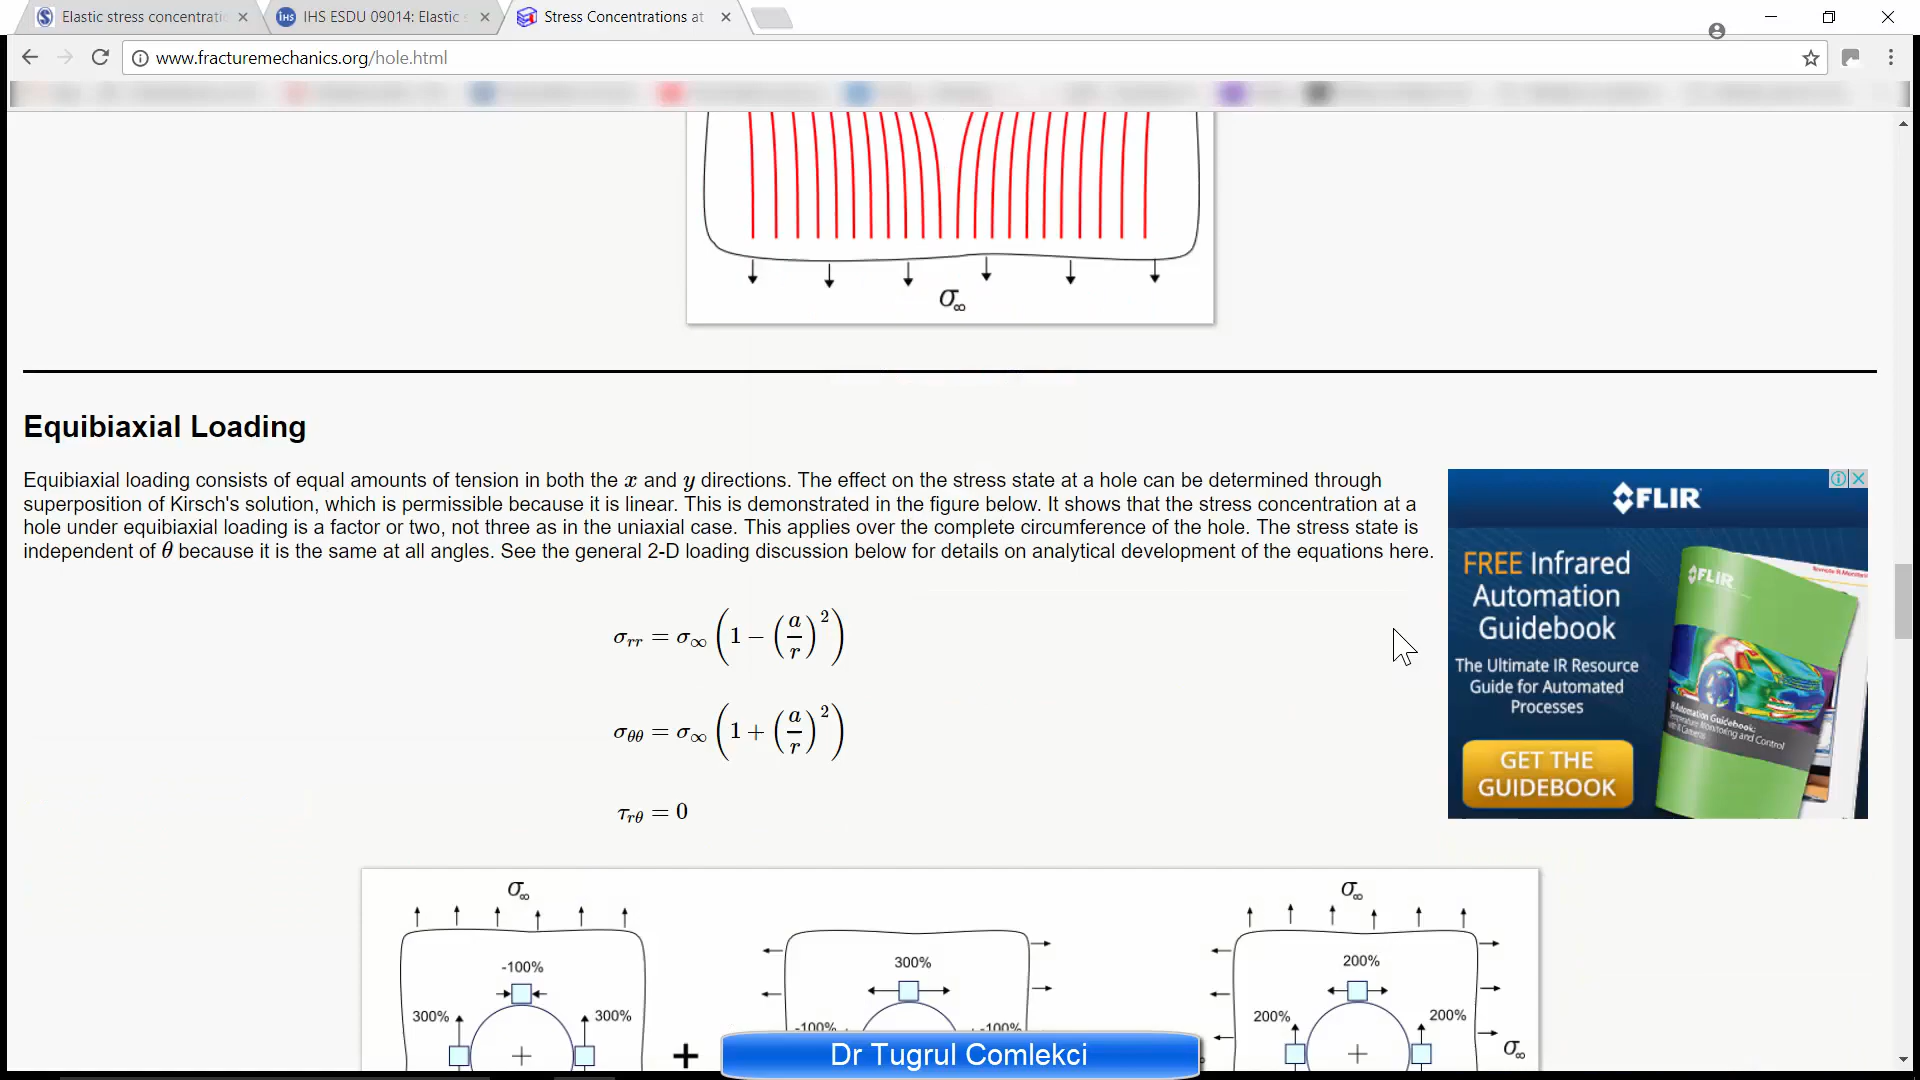 Elastic stress concentratio
IHS ESDU 09014: Elastic s
Stress Concentrations at
www.fracturemechanics.org/hole.html
σ∞
Equibiaxial Loading
Equibiaxial loading consists of equal amounts of tension in both the x and y directions. The effect on the stress state at a hole can be determined through
superposition of Kirsch's solution, which is permissible because it is linear. This is demonstrated in the figure below. It shows that the stress concentration at a
hole under equibiaxial loading is a factor or two, not three as in the uniaxial case. This applies over the complete circumference of the hole. The stress state is
independent of θ because it is the same at all angles. See the general 2-D loading discussion below for details on analytical development of the equations here.
σrr = σ∞ (1 − (a/r)²)
σθθ = σ∞ (1 + (a/r)²)
τrθ = 0
FLIR
FREE Infrared
Automation
Guidebook
The Ultimate IR Resource
Guide for Automated
Processes
GET THE
GUIDEBOOK
FLIR
σ∞
-100%
300%
300%
+
300%
-100%
-100%
σ∞
200%
200%
200%
σ∞
Dr Tugrul Comlekci